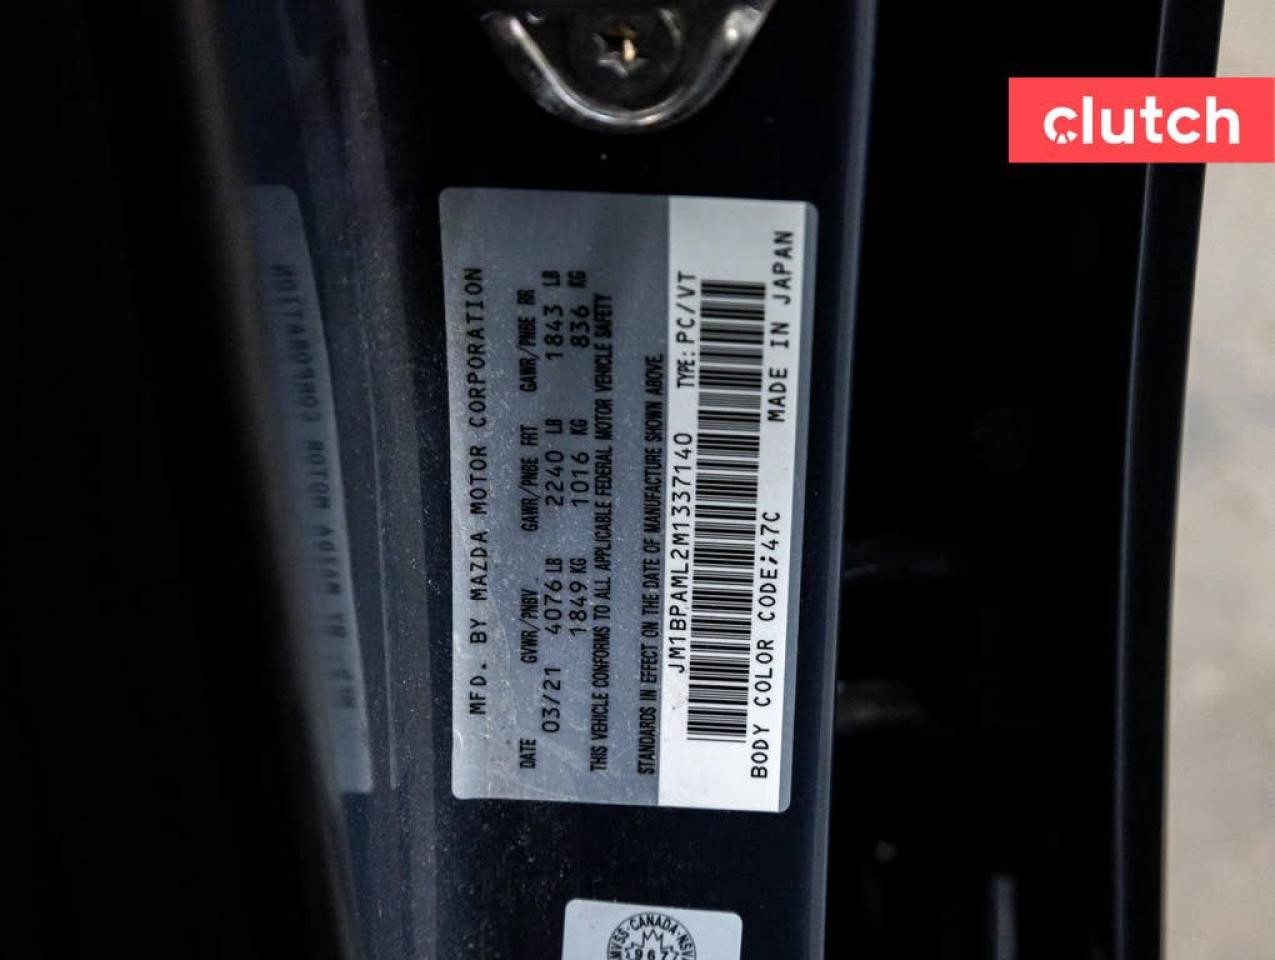 clutch
MFD. BY MAZDA MOTOR CORPORATION
DATE GVWR/PNBV GAWR/PNBE FRT GAWR/PNBE RR
03/21 4076 LB 2240 LB 1843 LB
1849 KG 1016 KG 836 KG
THIS VEHICLE CONFORMS TO ALL APPLICABLE FEDERAL MOTOR VEHICLE SAFETY
STANDARDS IN EFFECT ON THE DATE OF MANUFACTURE SHOWN ABOVE.
JM1BPAML2M1337140 TYPE: PC/VT
BODY COLOR CODE;47C MADE IN JAPAN
CANADA